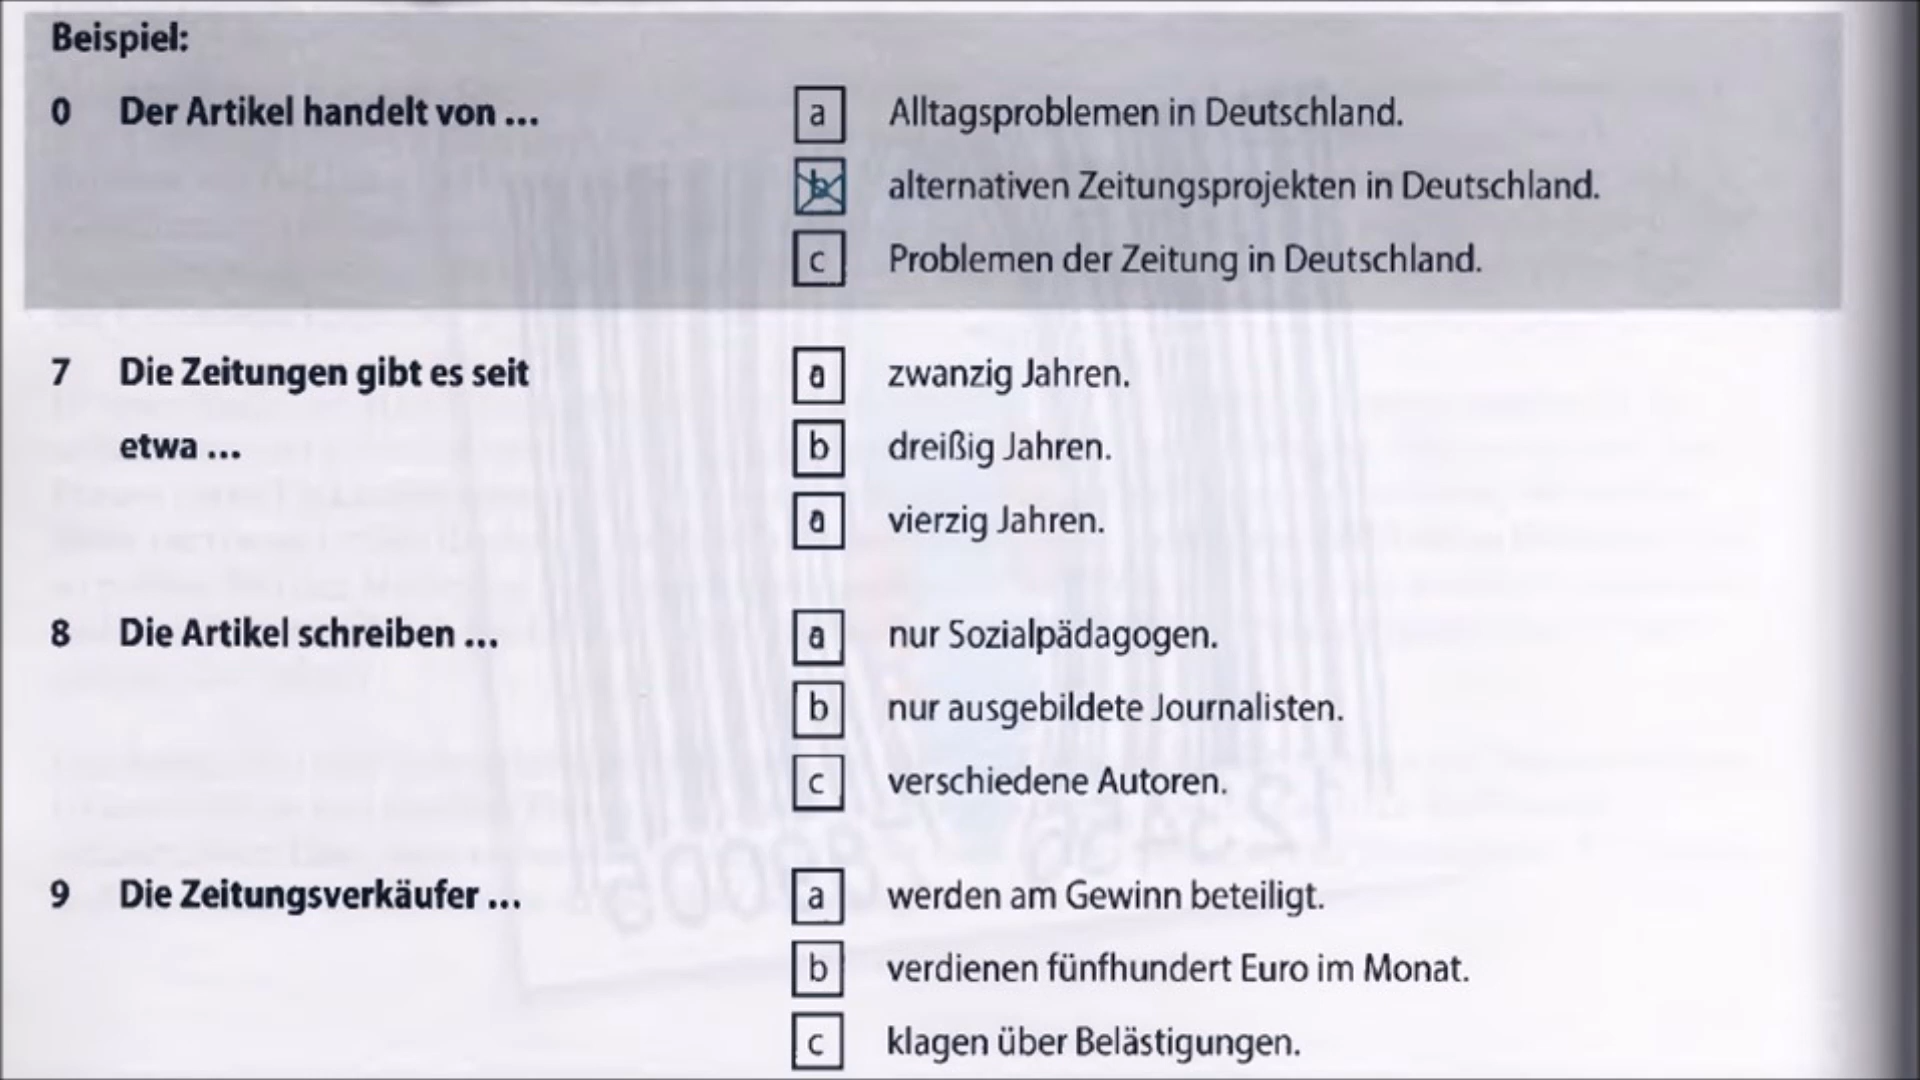 Beispiel:
0 Der Artikel handelt von ... a Alltagsproblemen in Deutschland.
b alternativen Zeitungsprojekten in Deutschland.
c Problemen der Zeitung in Deutschland.
7 Die Zeitungen gibt es seit a zwanzig Jahren.
etwa ... b dreißig Jahren.
a vierzig Jahren.
8 Die Artikel schreiben ... a nur Sozialpädagogen.
b nur ausgebildete Journalisten.
c verschiedene Autoren.
9 Die Zeitungsverkäufer ... a werden am Gewinn beteiligt.
b verdienen fünfhundert Euro im Monat.
c klagen über Belästigungen.